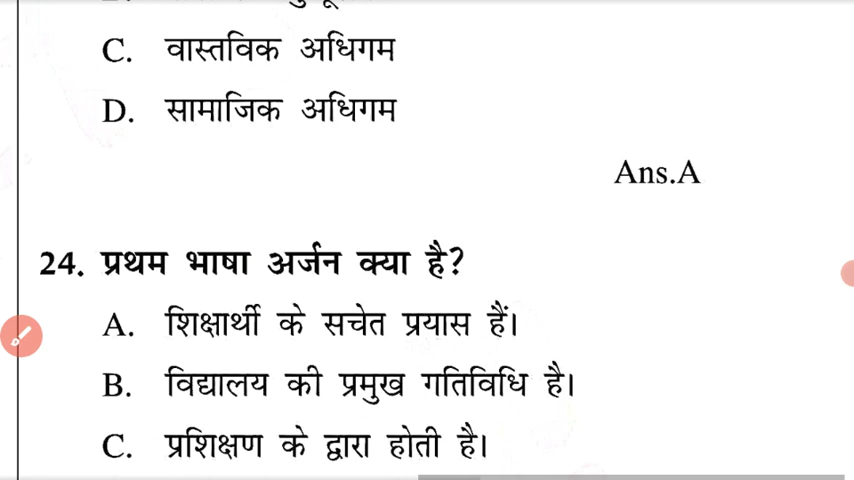 C. वास्तविक अधिगम
D. सामाजिक अधिगम
Ans.A
24. प्रथम भाषा अर्जन क्या है?
A. शिक्षार्थी के सचेत प्रयास हैं।
B. विद्यालय की प्रमुख गतिविधि है।
C. प्रशिक्षण के द्वारा होती है।